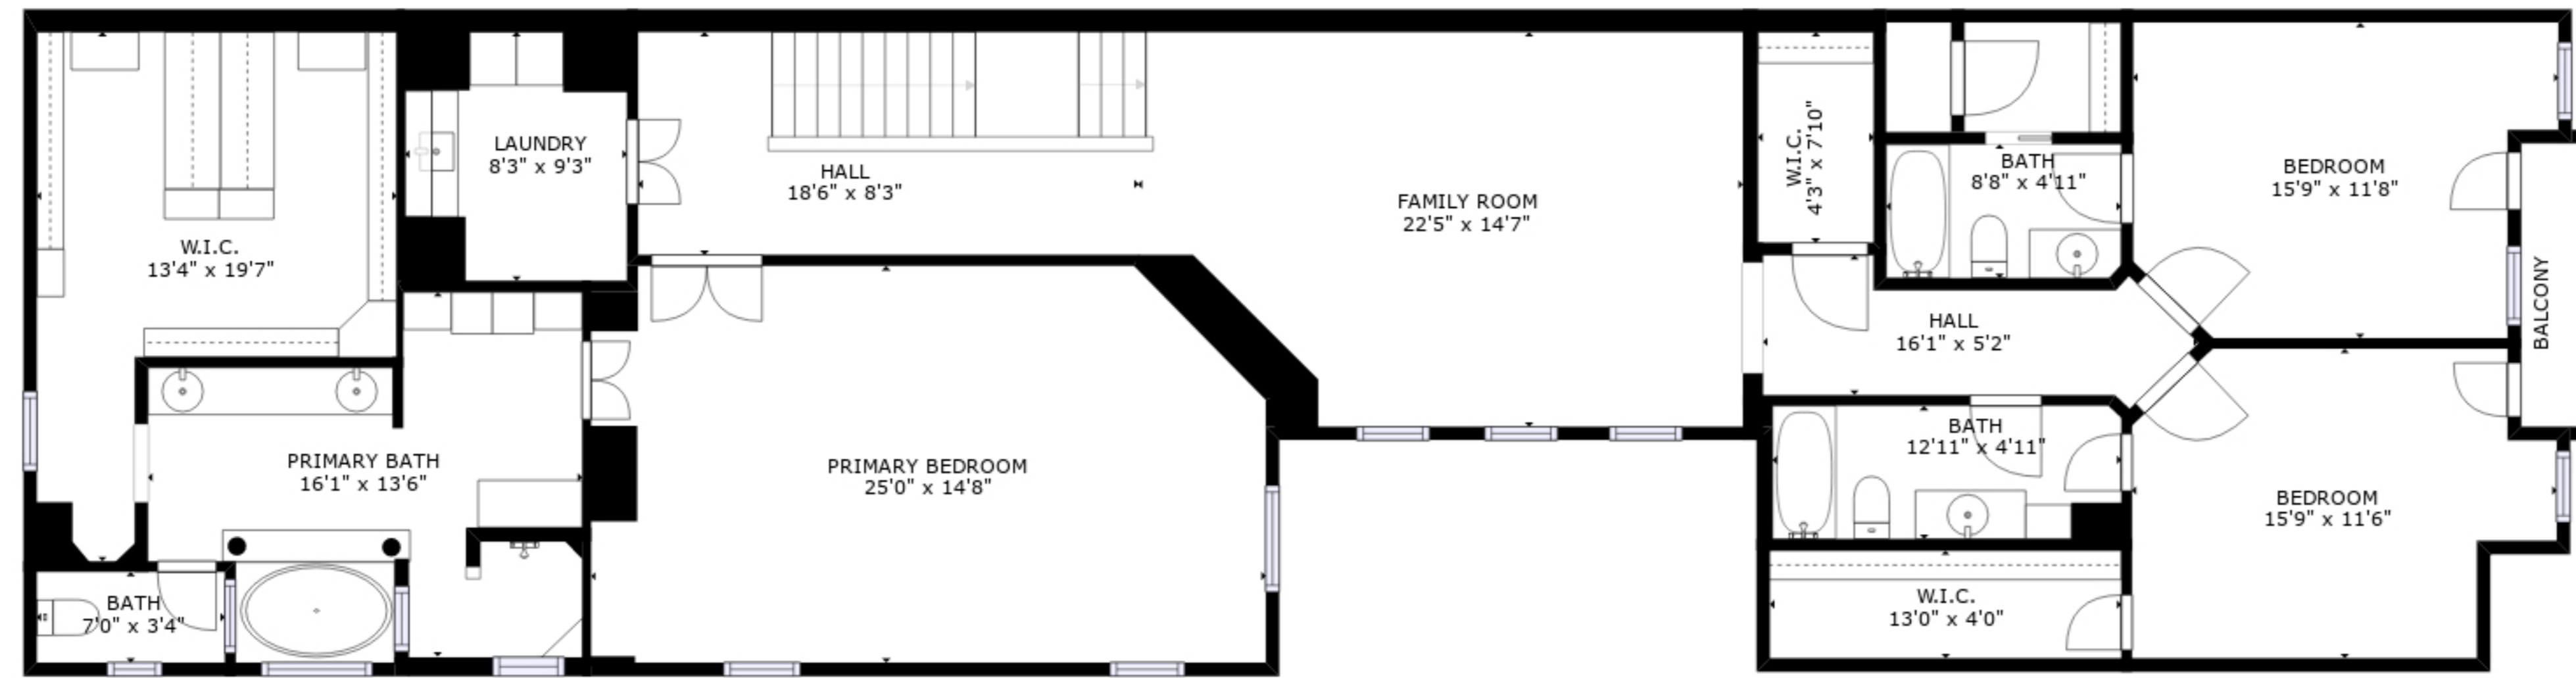 W.I.C.
13'4" x 19'7"
LAUNDRY
8'3" x 9'3"
HALL
18'6" x 8'3"
FAMILY ROOM
22'5" x 14'7"
W.I.C.
4'3" x 7'10"
BATH
8'8" x 4'11"
BEDROOM
15'9" x 11'8"
BALCONY
HALL
16'1" x 5'2"
PRIMARY BATH
16'1" x 13'6"
PRIMARY BEDROOM
25'0" x 14'8"
BATH
12'11" x 4'11"
BEDROOM
15'9" x 11'6"
BATH
7'0" x 3'4"
W.I.C.
13'0" x 4'0"